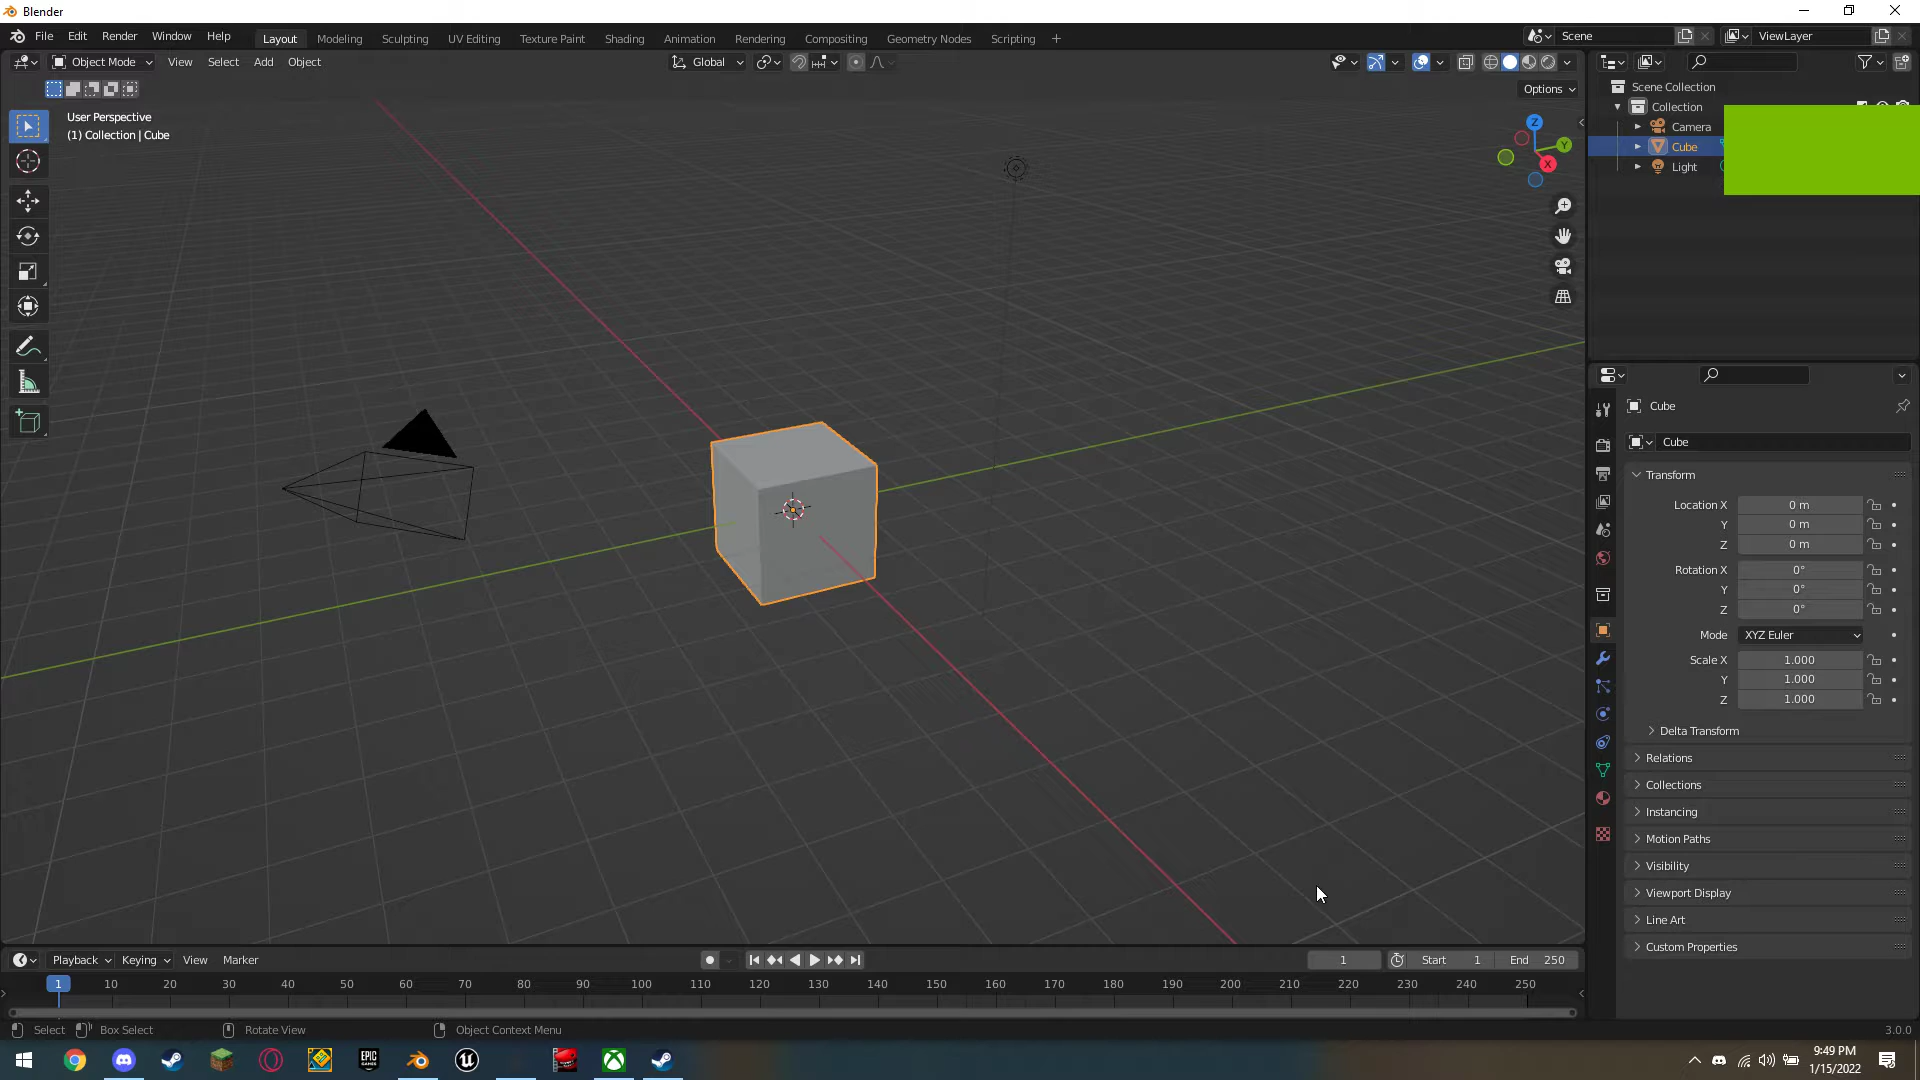 Blender
File Edit Render Window Help Layout Modeling Sculpting UV Editing Texture Paint Shading Animation Rendering Compositing Geometry Nodes Scripting + Scene ViewLayer
Object Mode View Select Add Object Global
Options
User Perspective
(1) Collection | Cube
Z
Y
X
Scene Collection
Collection
Camera
Cube
Light
Cube
Cube
Transform
Location X 0 m
Y 0 m
Z 0 m
Rotation X 0°
Y 0°
Z 0°
Mode XYZ Euler
Scale X 1.000
Y 1.000
Z 1.000
Delta Transform
Relations
Collections
Instancing
Motion Paths
Visibility
Viewport Display
Line Art
Custom Properties
Playback Keying View Marker 1 Start 1 End 250
1 10 20 30 40 50 60 70 80 90 100 110 120 130 140 150 160 170 180 190 200 210 220 230 240 250
Select Box Select Rotate View Object Context Menu 3.0.0
EPIC GAMES
9:49 PM
1/15/2022